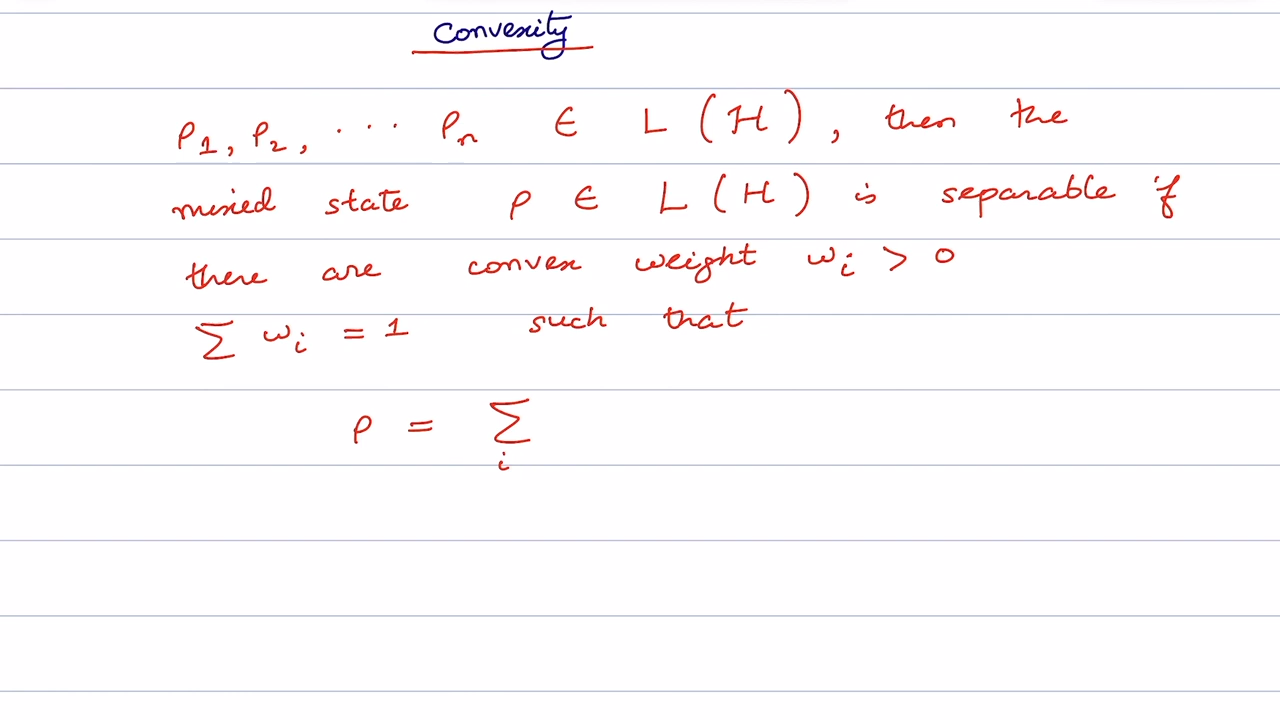 Convexity
ρ₁, ρ₂, ... ρₙ ∈ L (H), then the
mixed state ρ ∈ L (H) is separable if
there are convex weight ωᵢ > 0
∑ ωᵢ = 1 such that
ρ = ∑ᵢ